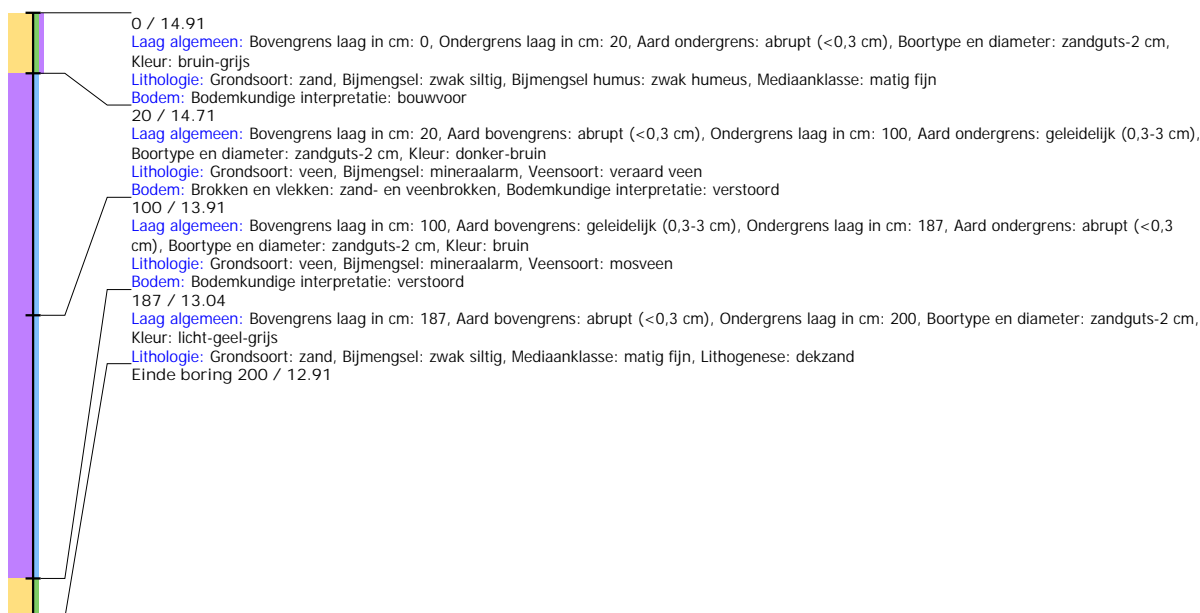 0 / 14.91
Laag algemeen: Bovengrens laag in cm: 0, Ondergrens laag in cm: 20, Aard ondergrens: abrupt (<0,3 cm), Boortype en diameter: zandguts-2 cm,
Kleur: bruin-grijs
Lithologie: Grondsoort: zand, Bijmengsel: zwak siltig, Bijmengsel humus: zwak humeus, Mediaanklasse: matig fijn
Bodem: Bodemkundige interpretatie: bouwvoor
20 / 14.71
Laag algemeen: Bovengrens laag in cm: 20, Aard bovengrens: abrupt (<0,3 cm), Ondergrens laag in cm: 100, Aard ondergrens: geleidelijk (0,3-3 cm),
Boortype en diameter: zandguts-2 cm, Kleur: donker-bruin
Lithologie: Grondsoort: veen, Bijmengsel: mineraalarm, Veensoort: veraard veen
Bodem: Brokken en vlekken: zand- en veenbrokken, Bodemkundige interpretatie: verstoord
100 / 13.91
Laag algemeen: Bovengrens laag in cm: 100, Aard bovengrens: geleidelijk (0,3-3 cm), Ondergrens laag in cm: 187, Aard ondergrens: abrupt (<0,3
cm), Boortype en diameter: zandguts-2 cm, Kleur: bruin
Lithologie: Grondsoort: veen, Bijmengsel: mineraalarm, Veensoort: mosveen
Bodem: Bodemkundige interpretatie: verstoord
187 / 13.04
Laag algemeen: Bovengrens laag in cm: 187, Aard bovengrens: abrupt (<0,3 cm), Ondergrens laag in cm: 200, Boortype en diameter: zandguts-2 cm,
Kleur: licht-geel-grijs
Lithologie: Grondsoort: zand, Bijmengsel: zwak siltig, Mediaanklasse: matig fijn, Lithogenese: dekzand
Einde boring 200 / 12.91